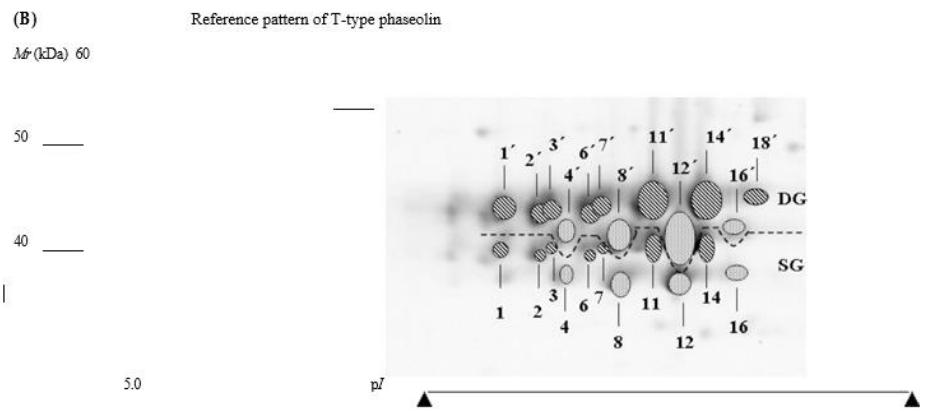 (B) Reference pattern of T-type phaseolin
Mr (kDa) 60
50
1´ 2´ 3´ 4´ 6´ 7´ 8´ 11´ 12´ 14´ 16´ 18´
DG
40
SG
1 2 3 4 6 7 8 11 12 14 16
5.0 pI